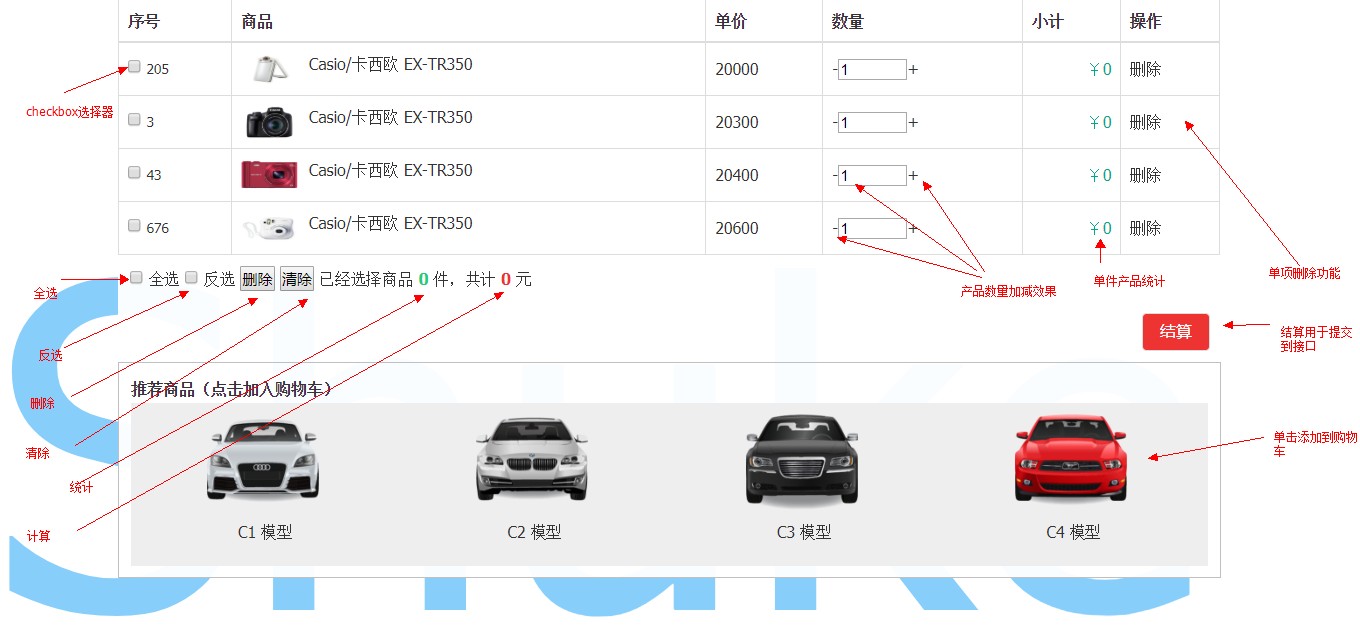 序号 商品 单价 数量 小计 操作
205 Casio/卡西欧 EX-TR350 20000 -1+ ￥0 删除
checkbox选择器
3 Casio/卡西欧 EX-TR350 20300 -1+ ￥0 删除
43 Casio/卡西欧 EX-TR350 20400 -1+ ￥0 删除
676 Casio/卡西欧 EX-TR350 20600 -1+ ￥0 删除
全选 反选 删除 清除 已经选择商品 0 件，共计 0 元
单项删除功能
单件产品统计
产品数量加减效果
全选
结算
结算用于提交
到接口
反选
推荐商品（点击加入购物车）
删除
单击添加到购物
车
清除
统计
C1 模型 C2 模型 C3 模型 C4 模型
计算
shuke